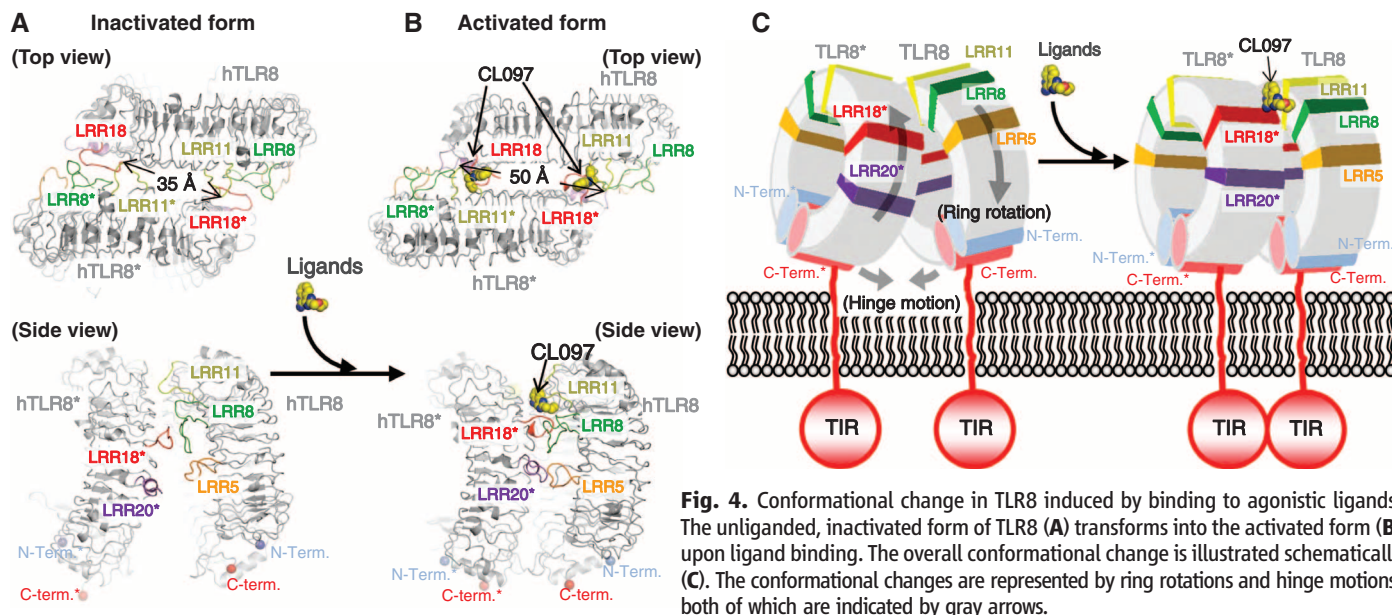 A
Inactivated form
(Top view)
hTLR8
LRR18
LRR11
LRR8
35 Å
LRR8*
LRR11*
LRR18*
hTLR8*
Ligands
(Side view)
LRR11
hTLR8*
hTLR8
LRR8
LRR18*
LRR5
LRR20*
N-Term.*
N-Term.
C-term.
C-term.*
B
Activated form
(Top view)
CL097
hTLR8
LRR11
LRR18
LRR8
50 Å
LRR8*
LRR11*
LRR18*
hTLR8*
(Side view)
CL097
LRR11
hTLR8*
hTLR8
LRR18*
LRR8
LRR20*
LRR5
N-Term.*
N-Term.
C-term.*
C-term.
C
TLR8*
TLR8
LRR11
LRR8
LRR18*
LRR5
LRR20*
N-Term.*
(Ring rotation)
N-Term.
C-Term.*
C-Term.
(Hinge motion)
Ligands
CL097
TLR8*
TLR8
LRR11
LRR8
LRR18*
LRR5
LRR20*
N-Term.
N-Term.*
C-Term.*
C-Term.
TIR
TIR
TIR
TIR
Fig. 4. Conformational change in TLR8 induced by binding to agonistic ligands
The unliganded, inactivated form of TLR8 (A) transforms into the activated form (B
upon ligand binding. The overall conformational change is illustrated schematicall
(C). The conformational changes are represented by ring rotations and hinge motions
both of which are indicated by gray arrows.